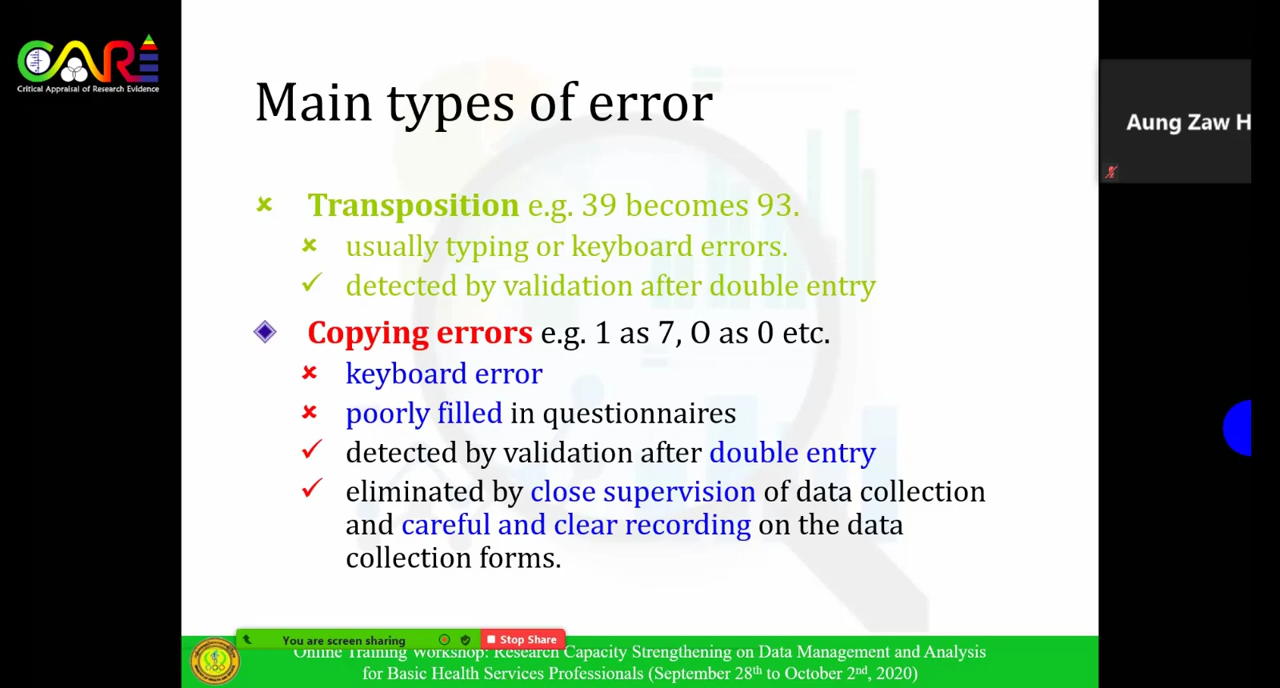 CARE
Critical Appraisal of Research Evidence
Main types of error
Aung Zaw H
Transposition e.g. 39 becomes 93.
usually typing or keyboard errors.
detected by validation after double entry
Copying errors e.g. 1 as 7, O as 0 etc.
keyboard error
poorly filled in questionnaires
detected by validation after double entry
eliminated by close supervision of data collection
and careful and clear recording on the data
collection forms.
You are screen sharing
Stop Share
Online Training Workshop: Research Capacity Strengthening on Data Management and Analysis
for Basic Health Services Professionals (September 28th to October 2nd, 2020)